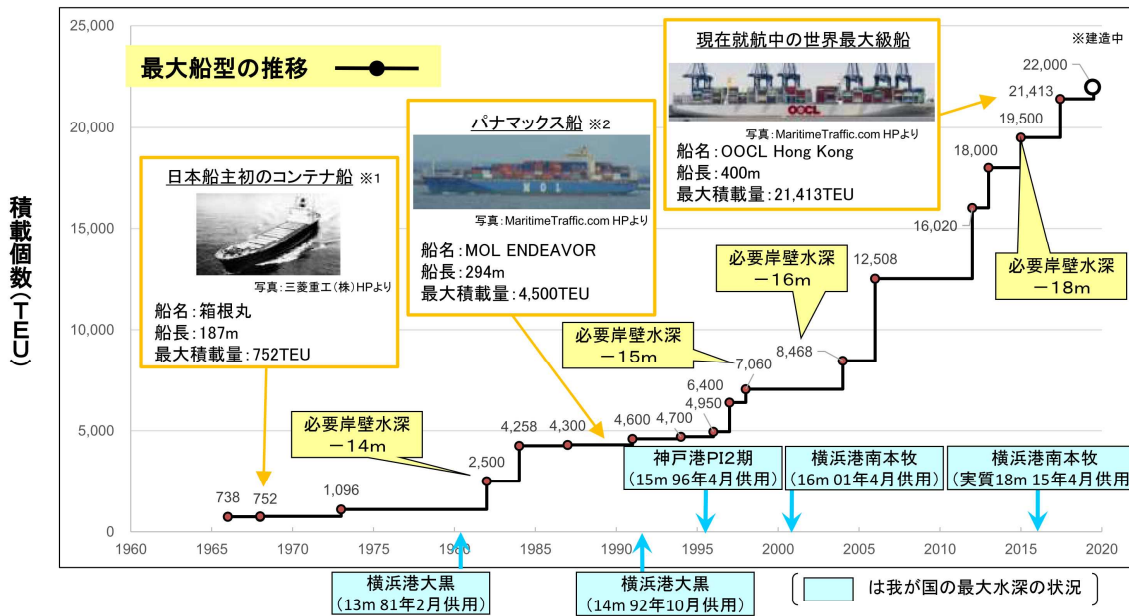 25,000
20,000
15,000
10,000
5,000
0
積載個数(TEU)
最大船型の推移
日本船主初のコンテナ船 ※1
写真:三菱重工(株)HPより
船名:箱根丸
船長:187m
最大積載量:752TEU
パナマックス船 ※2
MOL
写真:MaritimeTraffic.com HPより
船名:MOL ENDEAVOR
船長:294m
最大積載量:4,500TEU
現在就航中の世界最大級船
OOCL
写真:MaritimeTraffic.com HPより
船名:OOCL Hong Kong
船長:400m
最大積載量:21,413TEU
※建造中
22,000
21,413
19,500
18,000
16,020
12,508
8,468
7,060
6,400
4,950
4,700
4,600
4,300
4,258
2,500
1,096
752
738
必要岸壁水深
-14m
必要岸壁水深
-15m
必要岸壁水深
-16m
必要岸壁水深
-18m
神戸港PI2期
(15m 96年4月供用)
横浜港南本牧
(16m 01年4月供用)
横浜港南本牧
(実質18m 15年4月供用)
1960 1965 1970 1975 1980 1985 1990 1995 2000 2005 2010 2015 2020
横浜港大黒
(13m 81年2月供用)
横浜港大黒
(14m 92年10月供用)
は我が国の最大水深の状況